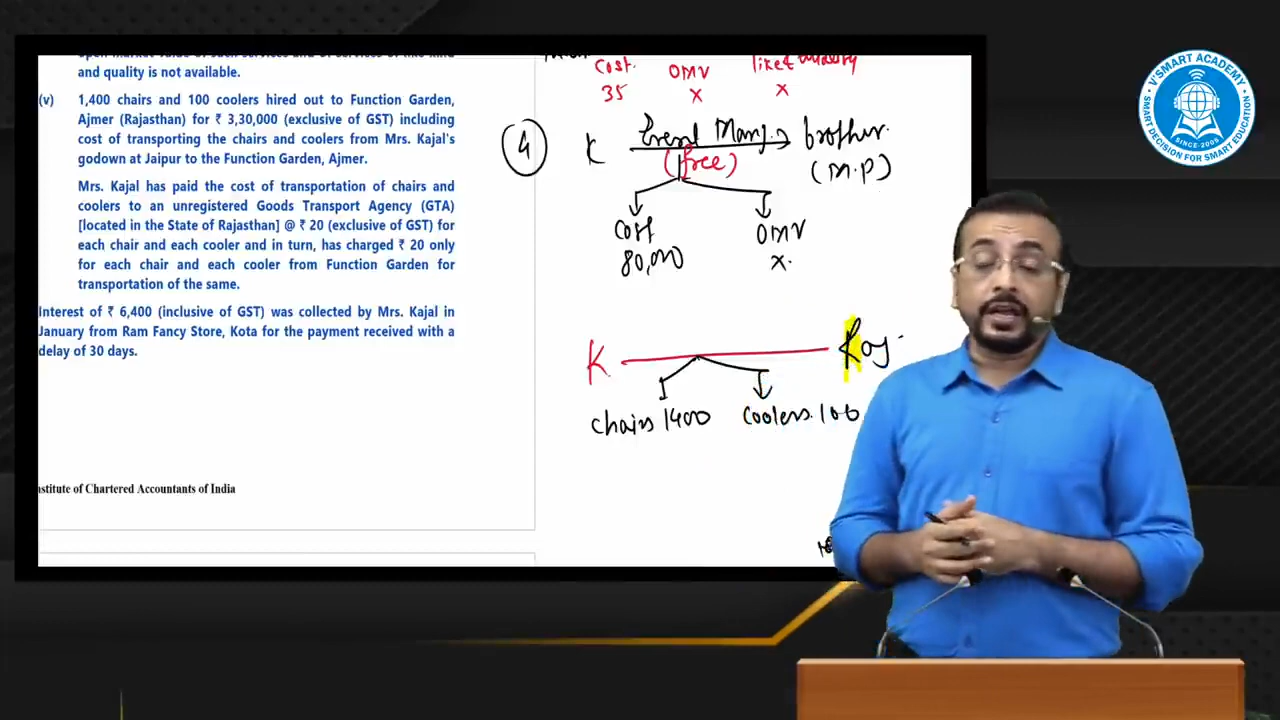 and quality is not available.
(v) 1,400 chairs and 100 coolers hired out to Function Garden,
Ajmer (Rajasthan) for ₹ 3,30,000 (exclusive of GST) including
cost of transporting the chairs and coolers from Mrs. Kajal's
godown at Jaipur to the Function Garden, Ajmer.
Mrs. Kajal has paid the cost of transportation of chairs and
coolers to an unregistered Goods Transport Agency (GTA)
[located in the State of Rajasthan] @ ₹ 20 (exclusive of GST) for
each chair and each cooler and in turn, has charged ₹ 20 only
for each chair and each cooler from Function Garden for
transportation of the same.
Interest of ₹ 6,400 (inclusive of GST) was collected by Mrs. Kajal in
January from Ram Fancy Store, Kota for the payment received with a
delay of 30 days.
stitute of Chartered Accountants of India
Cost. OMV
35 x x
4 K Event Mang. brother.
(free) (M.P)
Cost OMV
80,000 x.
K Raj.
Chairs 1400 Coolers.100
V'SMART ACADEMY
SINCE-2005
SMART DECISION FOR SMART EDUCATION